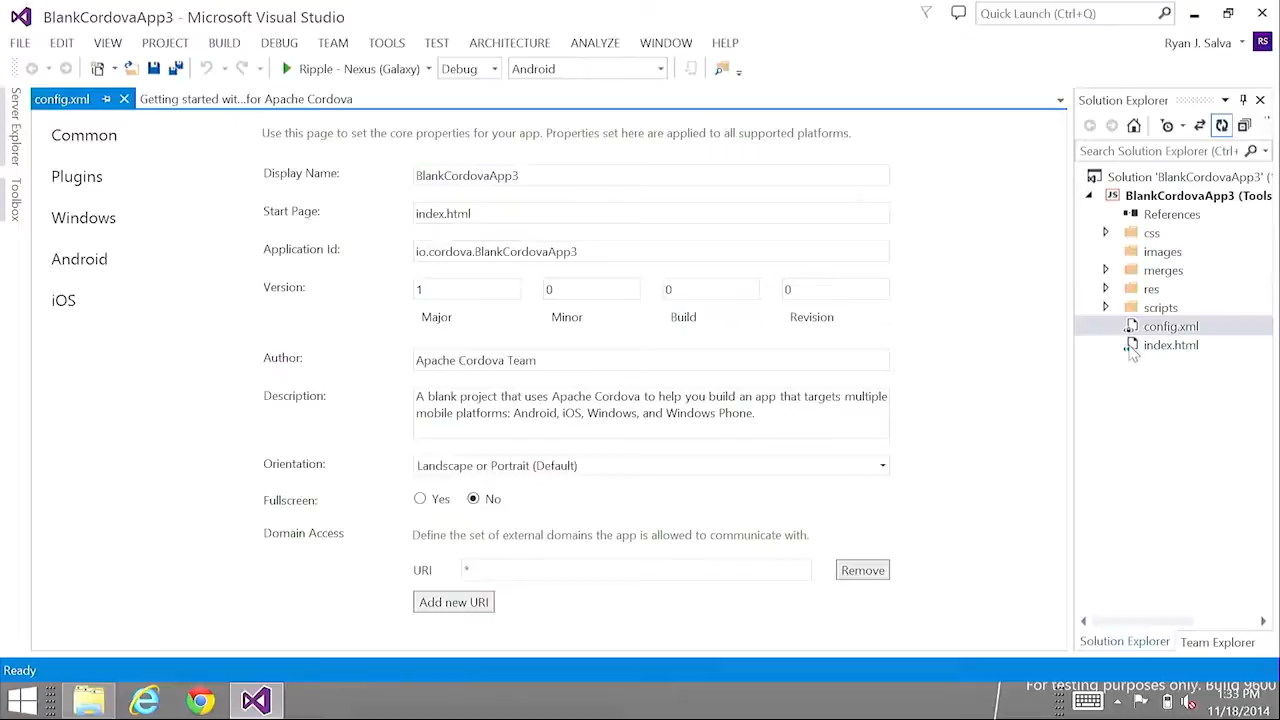 BlankCordovaApp3 - Microsoft Visual Studio
Quick Launch (Ctrl+Q)
FILE EDIT VIEW PROJECT BUILD DEBUG TEAM TOOLS TEST ARCHITECTURE ANALYZE WINDOW HELP
Ryan J. Salva RS
Ripple - Nexus (Galaxy) Debug Android
Server Explorer
Toolbox
config.xml Getting started wit...for Apache Cordova
Common
Plugins
Windows
Android
iOS
Use this page to set the core properties for your app. Properties set here are applied to all supported platforms.
Display Name: BlankCordovaApp3
Start Page: index.html
Application Id: io.cordova.BlankCordovaApp3
Version: 1 0 0 0
Major Minor Build Revision
Author: Apache Cordova Team
Description: A blank project that uses Apache Cordova to help you build an app that targets multiple
mobile platforms: Android, iOS, Windows, and Windows Phone.
Orientation: Landscape or Portrait (Default)
Fullscreen: Yes No
Domain Access Define the set of external domains the app is allowed to communicate with.
URI * Remove
Add new URI
Solution Explorer
Search Solution Explorer (Ctrl+
Solution 'BlankCordovaApp3' (
JS BlankCordovaApp3 (Tools
References
css
images
merges
res
scripts
config.xml
index.html
Solution Explorer Team Explorer
Ready
For testing purposes only. Build 9600
1:33 PM
11/18/2014